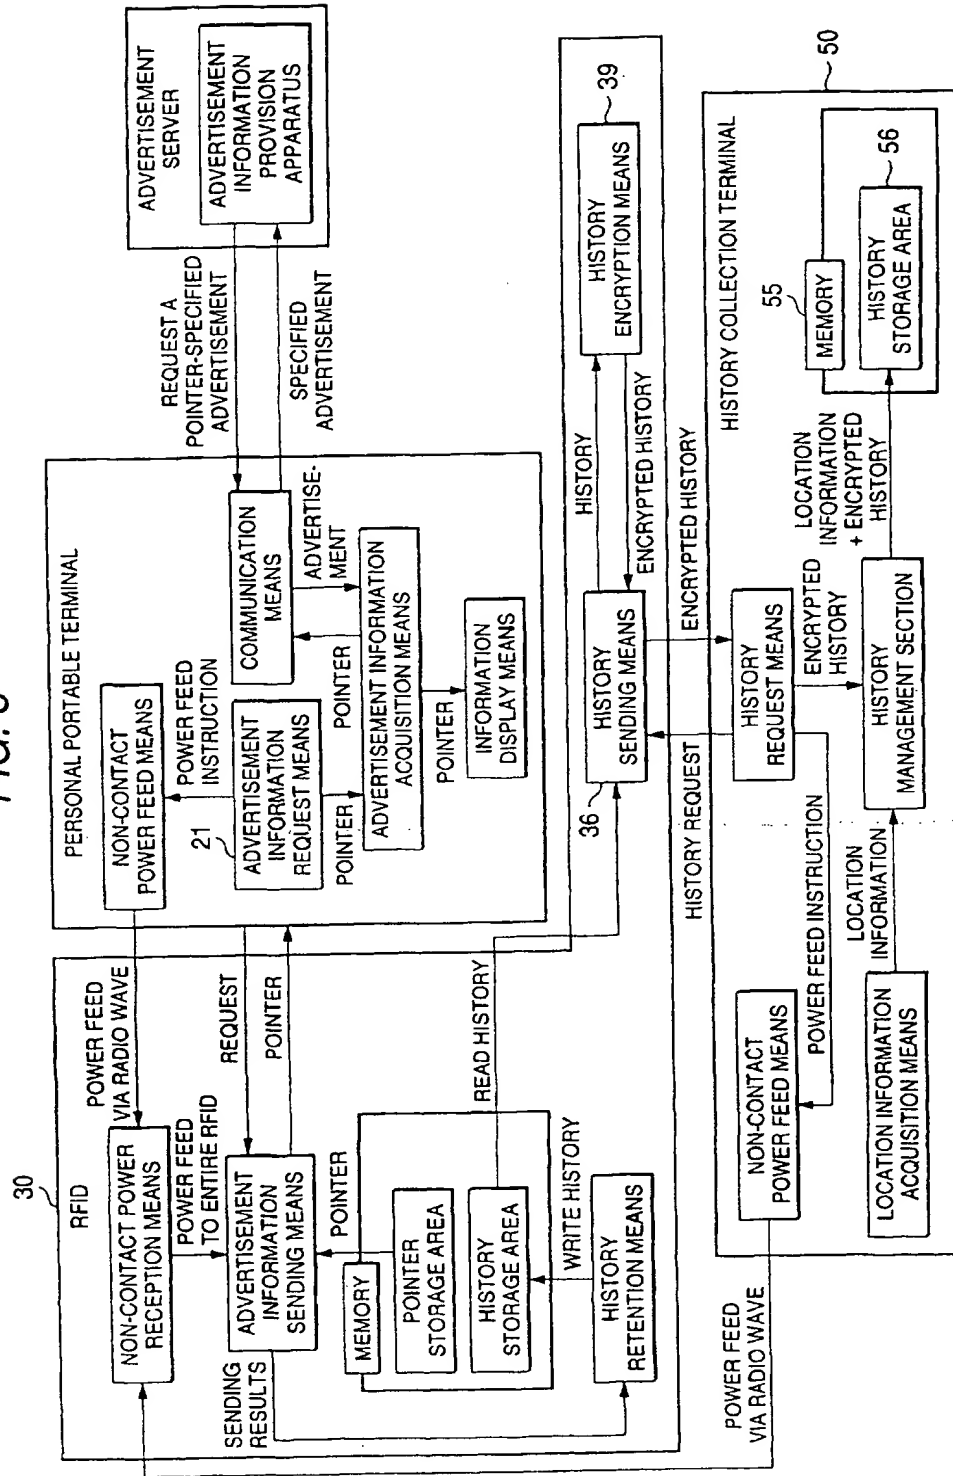 30
RFID
NON-CONTACT POWER
RECEPTION MEANS
POWER FEED
TO ENTIRE RFID
ADVERTISEMENT
INFORMATION
SENDING MEANS
SENDING
RESULTS
POINTER
MEMORY
POINTER
STORAGE AREA
HISTORY
STORAGE AREA
WRITE HISTORY
HISTORY
RETENTION MEANS
READ HISTORY
POWER FEED
VIA RADIO WAVE
REQUEST
POINTER
PERSONAL PORTABLE TERMINAL
NON-CONTACT
POWER FEED MEANS
POWER FEED
INSTRUCTION
21
ADVERTISEMENT
INFORMATION
REQUEST MEANS
POINTER
COMMUNICATION
MEANS
POINTER
ADVERTISE-
MENT
ADVERTISEMENT INFORMATION
ACQUISITION MEANS
POINTER
INFORMATION
DISPLAY MEANS
REQUEST A
POINTER-SPECIFIED
ADVERTISEMENT
SPECIFIED
ADVERTISEMENT
ADVERTISEMENT
SERVER
ADVERTISEMENT
INFORMATION
PROVISION
APPARATUS
36
HISTORY
SENDING MEANS
HISTORY
ENCRYPTED HISTORY
HISTORY
ENCRYPTION MEANS
39
HISTORY REQUEST
ENCRYPTED HISTORY
POWER FEED
VIA RADIO WAVE
50
HISTORY COLLECTION TERMINAL
NON-CONTACT
POWER FEED MEANS
POWER FEED INSTRUCTION
HISTORY
REQUEST MEANS
ENCRYPTED
HISTORY
LOCATION INFORMATION
ACQUISITION MEANS
LOCATION
INFORMATION
HISTORY
MANAGEMENT SECTION
LOCATION
INFORMATION
+ ENCRYPTED
HISTORY
55
MEMORY
HISTORY
STORAGE AREA
56